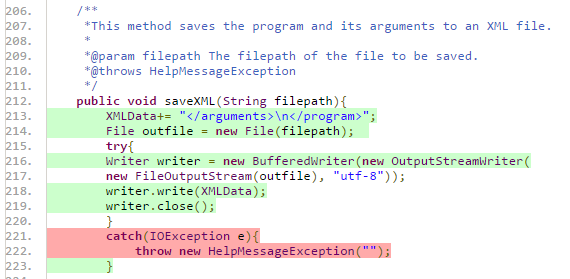 206. /**
207. *This method saves the program and its arguments to an XML file.
208. *
209. *@param filepath The filepath of the file to be saved.
210. *@throws HelpMessageException
211. */
212. public void saveXML(String filepath){
213. XMLData+= "</arguments>\n</program>";
214. File outfile = new File(filepath);
215. try{
216. Writer writer = new BufferedWriter(new OutputStreamWriter(
217. new FileOutputStream(outfile), "utf-8"));
218. writer.write(XMLData);
219. writer.close();
220. }
221. catch(IOException e){
222. throw new HelpMessageException("");
223. }